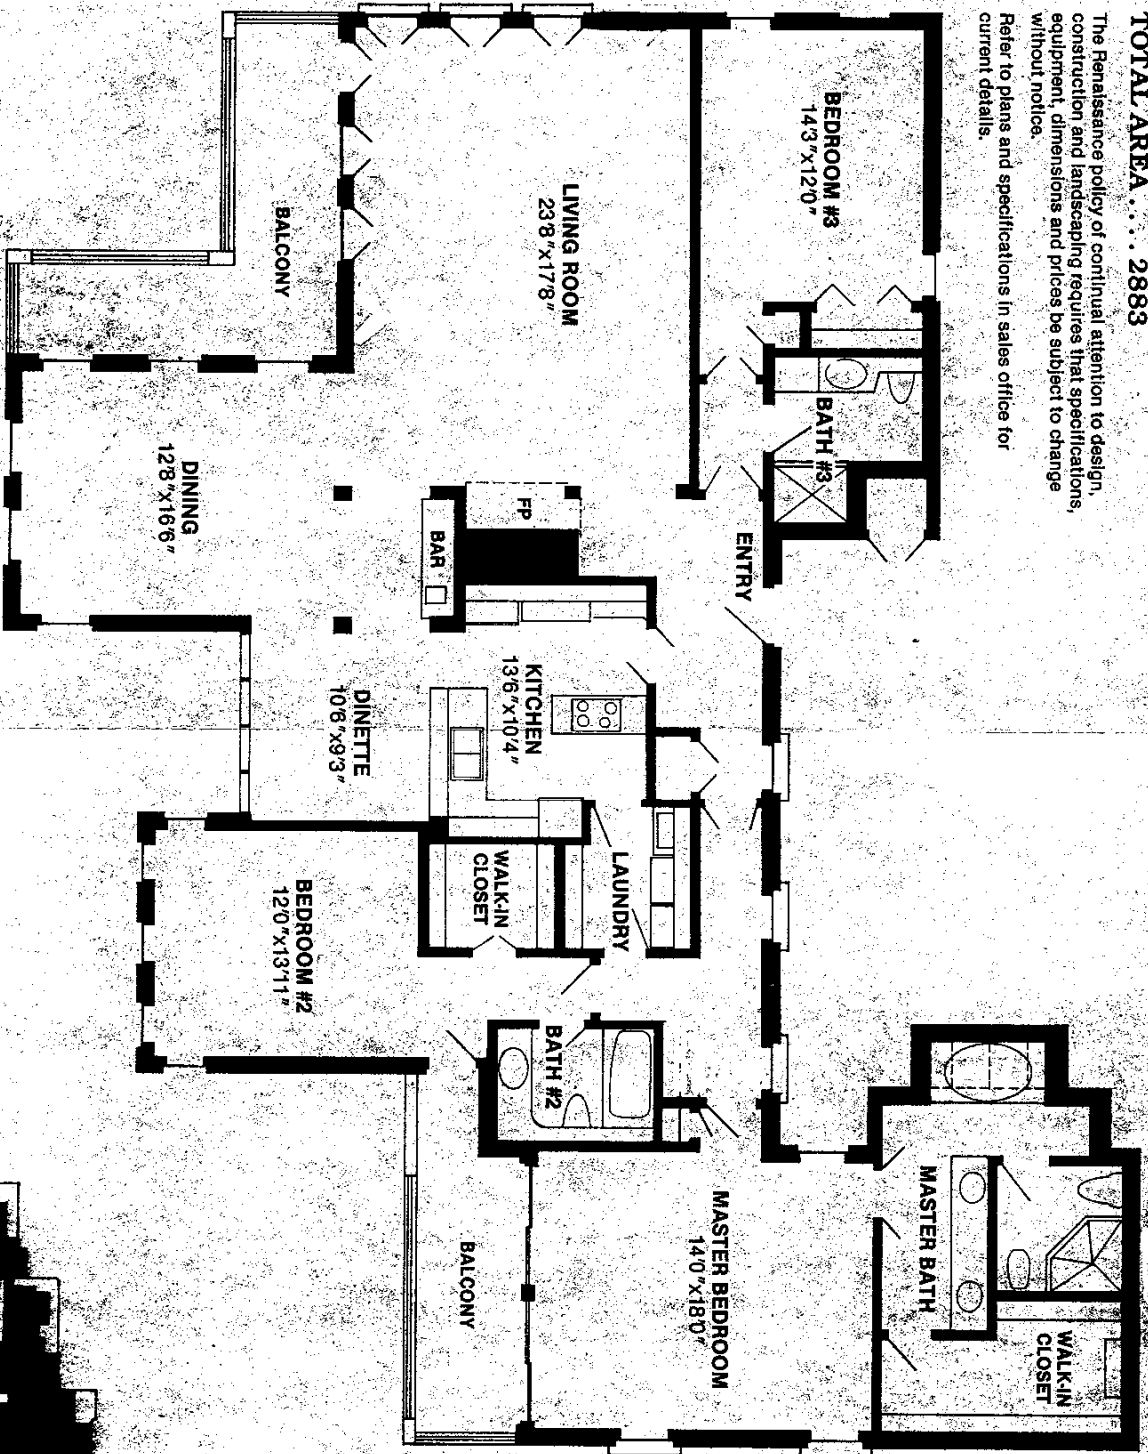 TOTAL AREA . . . . . 2883
The Renaissance policy of continual attention to design,
construction and landscaping requires that specifications,
equipment, dimensions and prices be subject to change
without notice.
Refer to plans and specifications in sales office for
current details.
BEDROOM #3
14'3"x12'0"
BATH #3
LIVING ROOM
23'8"x17'8"
BALCONY
ENTRY
FP
BAR
DINING
12'8"x16'6"
KITCHEN
13'6"x10'4"
DINETTE
10'8"x9'3"
LAUNDRY
WALK-IN
CLOSET
BEDROOM #2
12'0"x13'11"
BATH #2
MASTER BATH
WALK-IN
CLOSET
MASTER BEDROOM
14'0"x18'0"
BALCONY